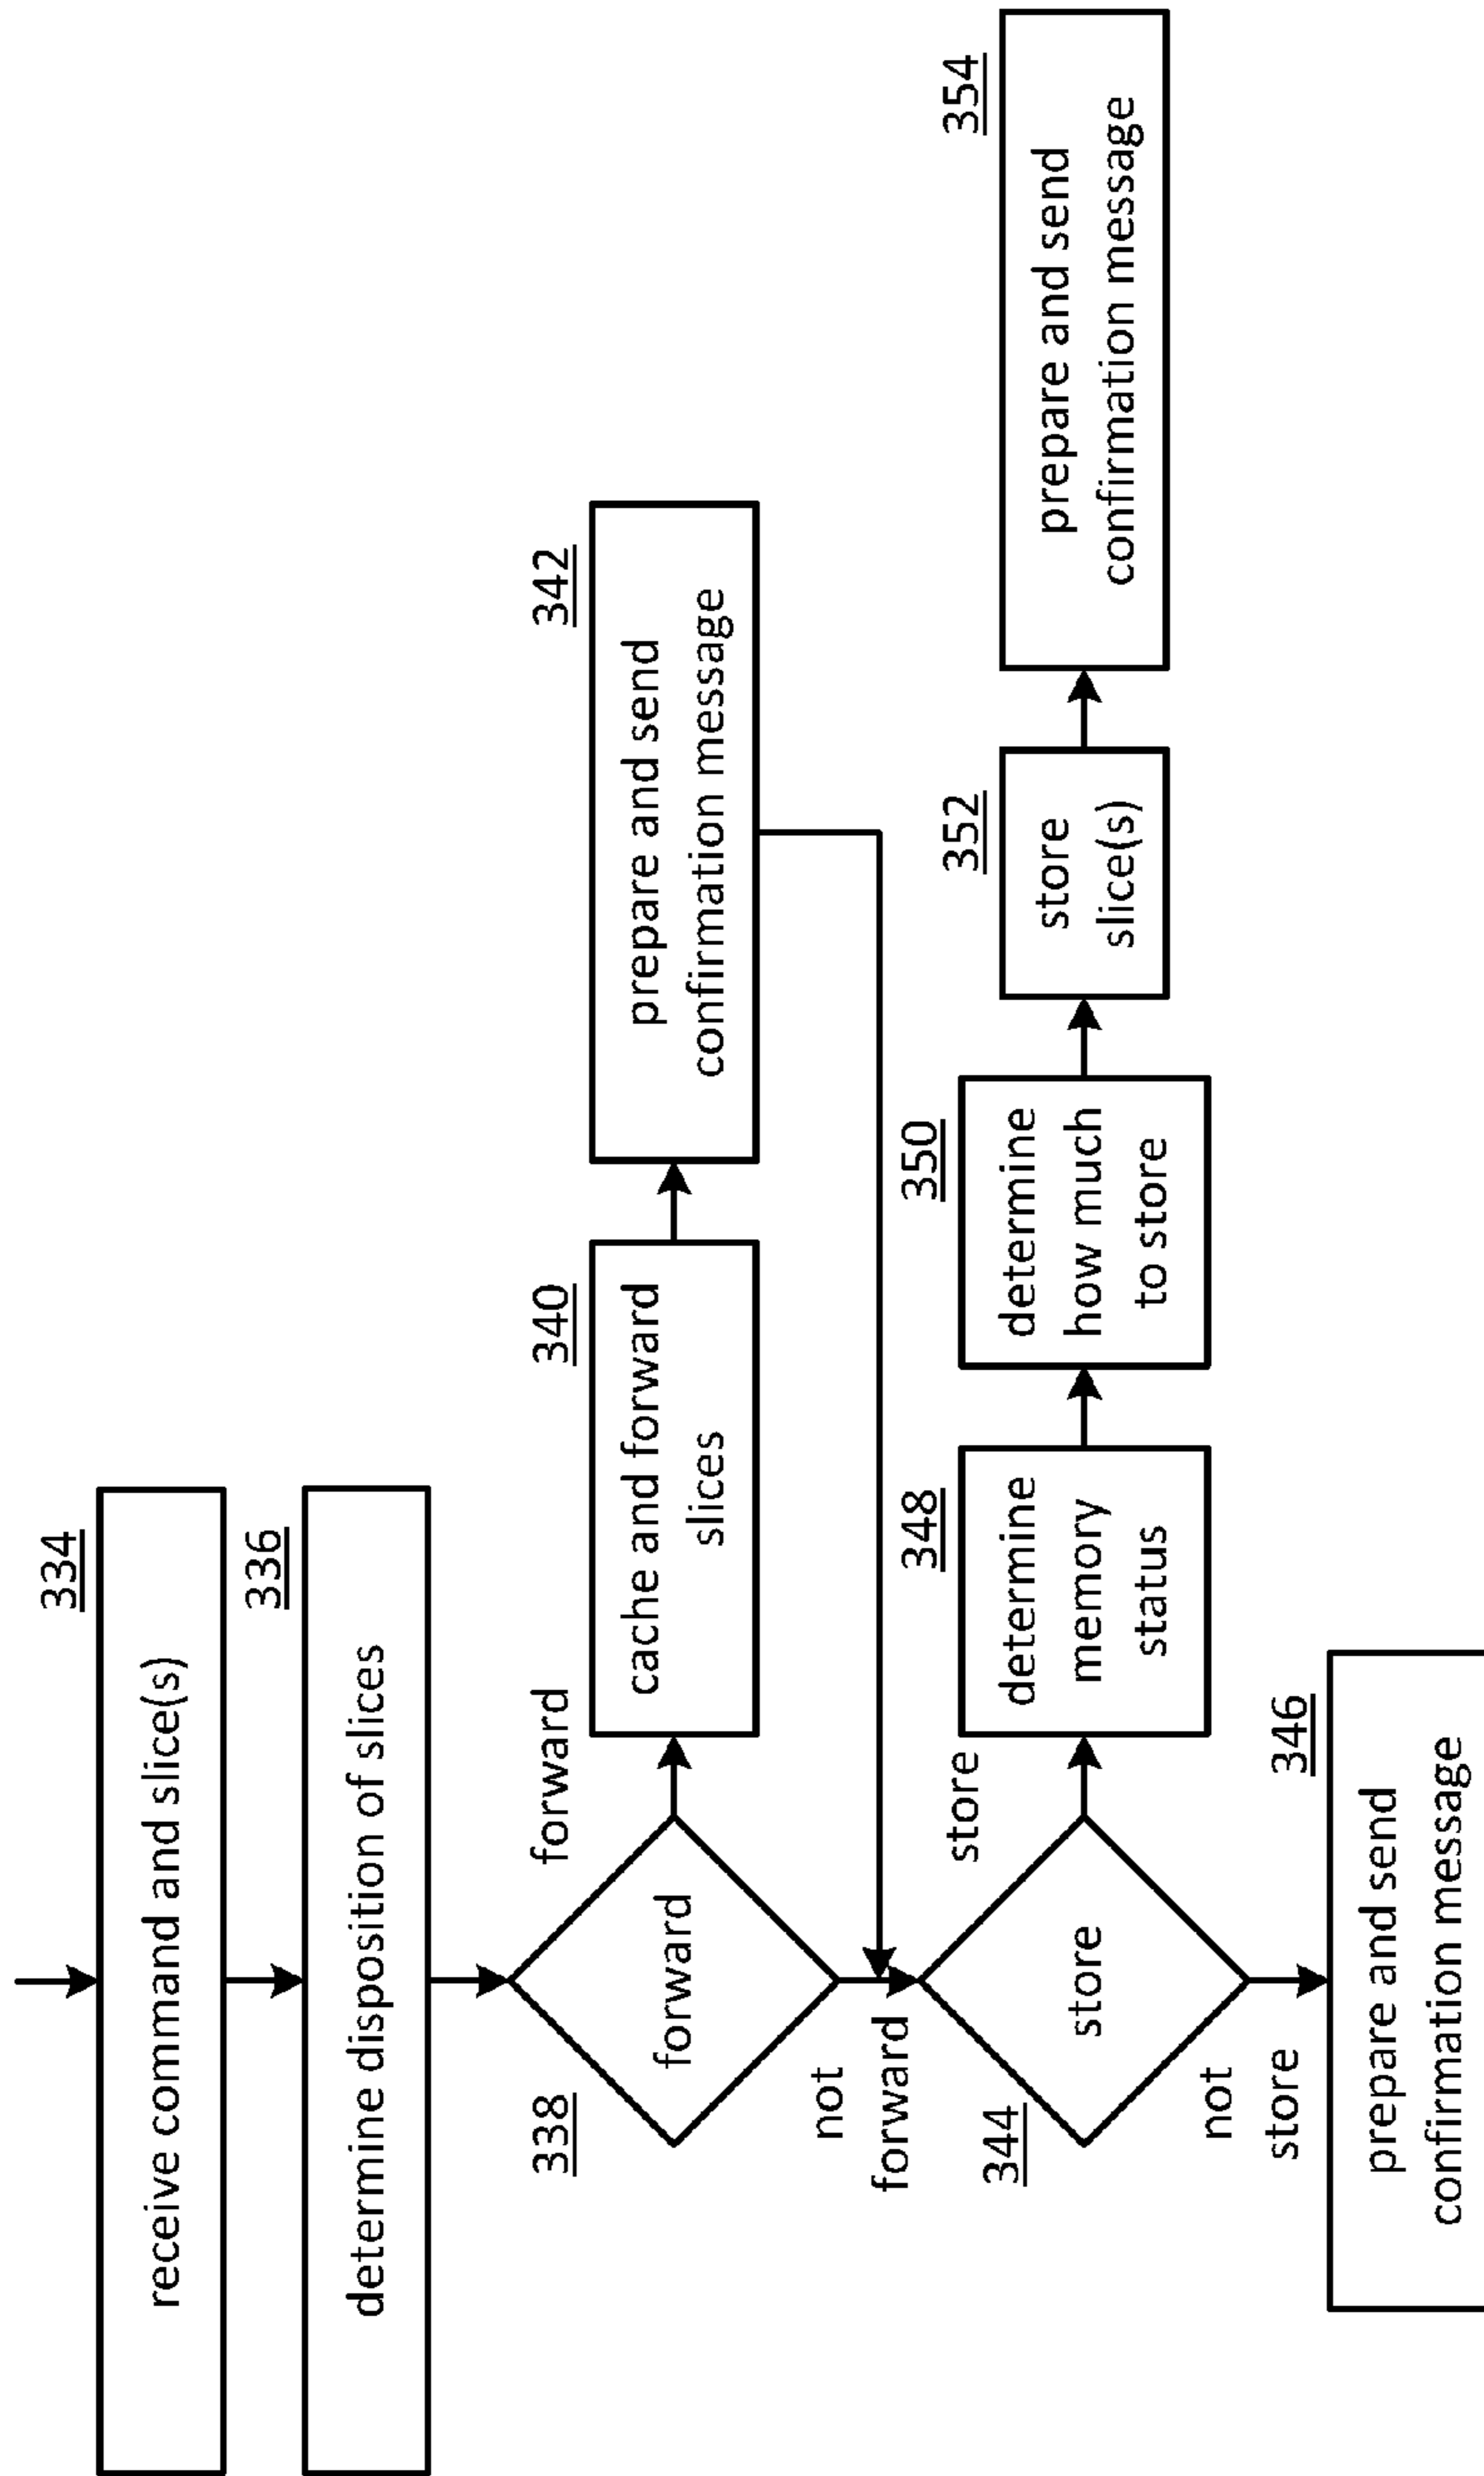 334
receive command and slice(s)
336
determine disposition of slices
338
forward
forward
340
cache and forward
slices
342
prepare and send
confirmation message
not
forward
344
store
store
348
determine
memory
status
350
determine
how much
to store
352
store
slice(s)
354
prepare and send
confirmation message
not
store
346
prepare and send
confirmation message